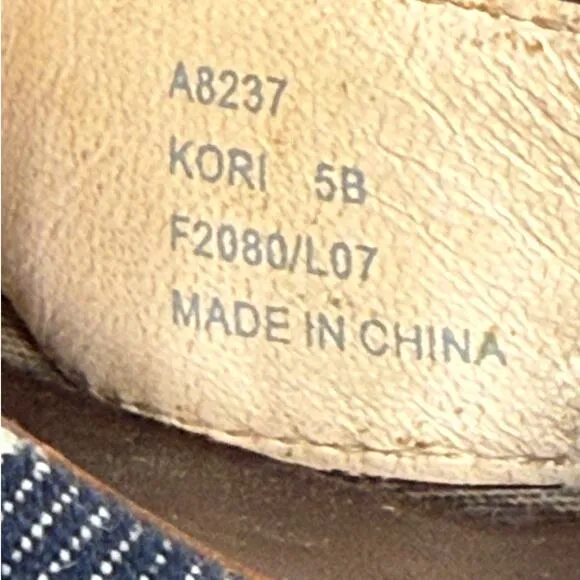 A8237
KORI 5B
F2080/L07
MADE IN CHINA